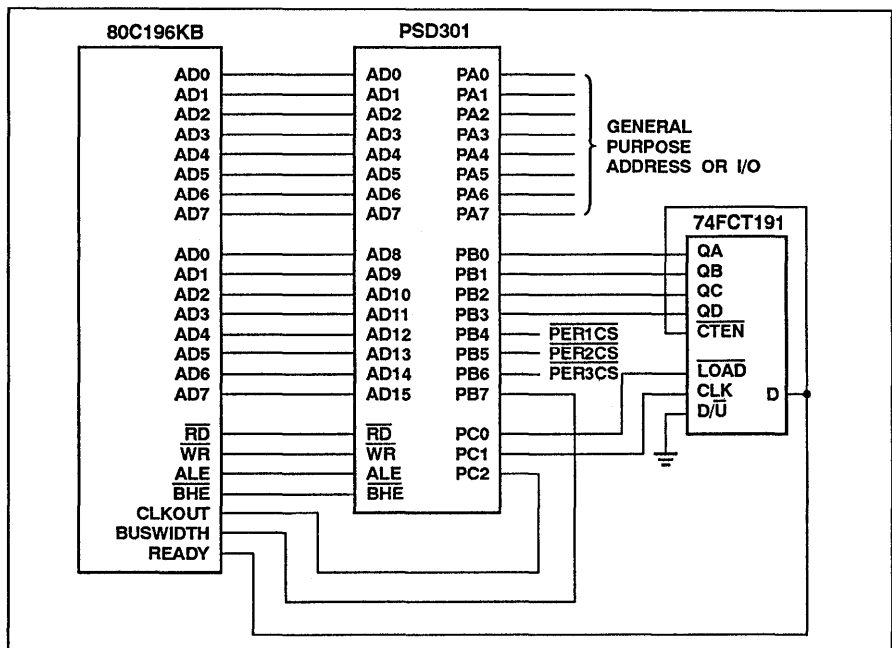 80C196KB PSD301
AD0 AD0 PA0
AD1 AD1 PA1
AD2 AD2 PA2
AD3 AD3 PA3
AD4 AD4 PA4
AD5 AD5 PA5
AD6 AD6 PA6
AD7 AD7 PA7
GENERAL
PURPOSE
ADDRESS OR I/O
74FCT191
AD0 AD8 PB0 QA
AD1 AD9 PB1 QB
AD2 AD10 PB2 QC
AD3 AD11 PB3 QD
AD4 AD12 PB4 PER1CS CTEN
AD5 AD13 PB5 PER2CS
AD6 AD14 PB6 PER3CS LOAD
AD7 AD15 PB7 CLK D
D/U
RD RD PC0
WR WR PC1
ALE ALE PC2
BHE BHE
CLKOUT
BUSWIDTH
READY